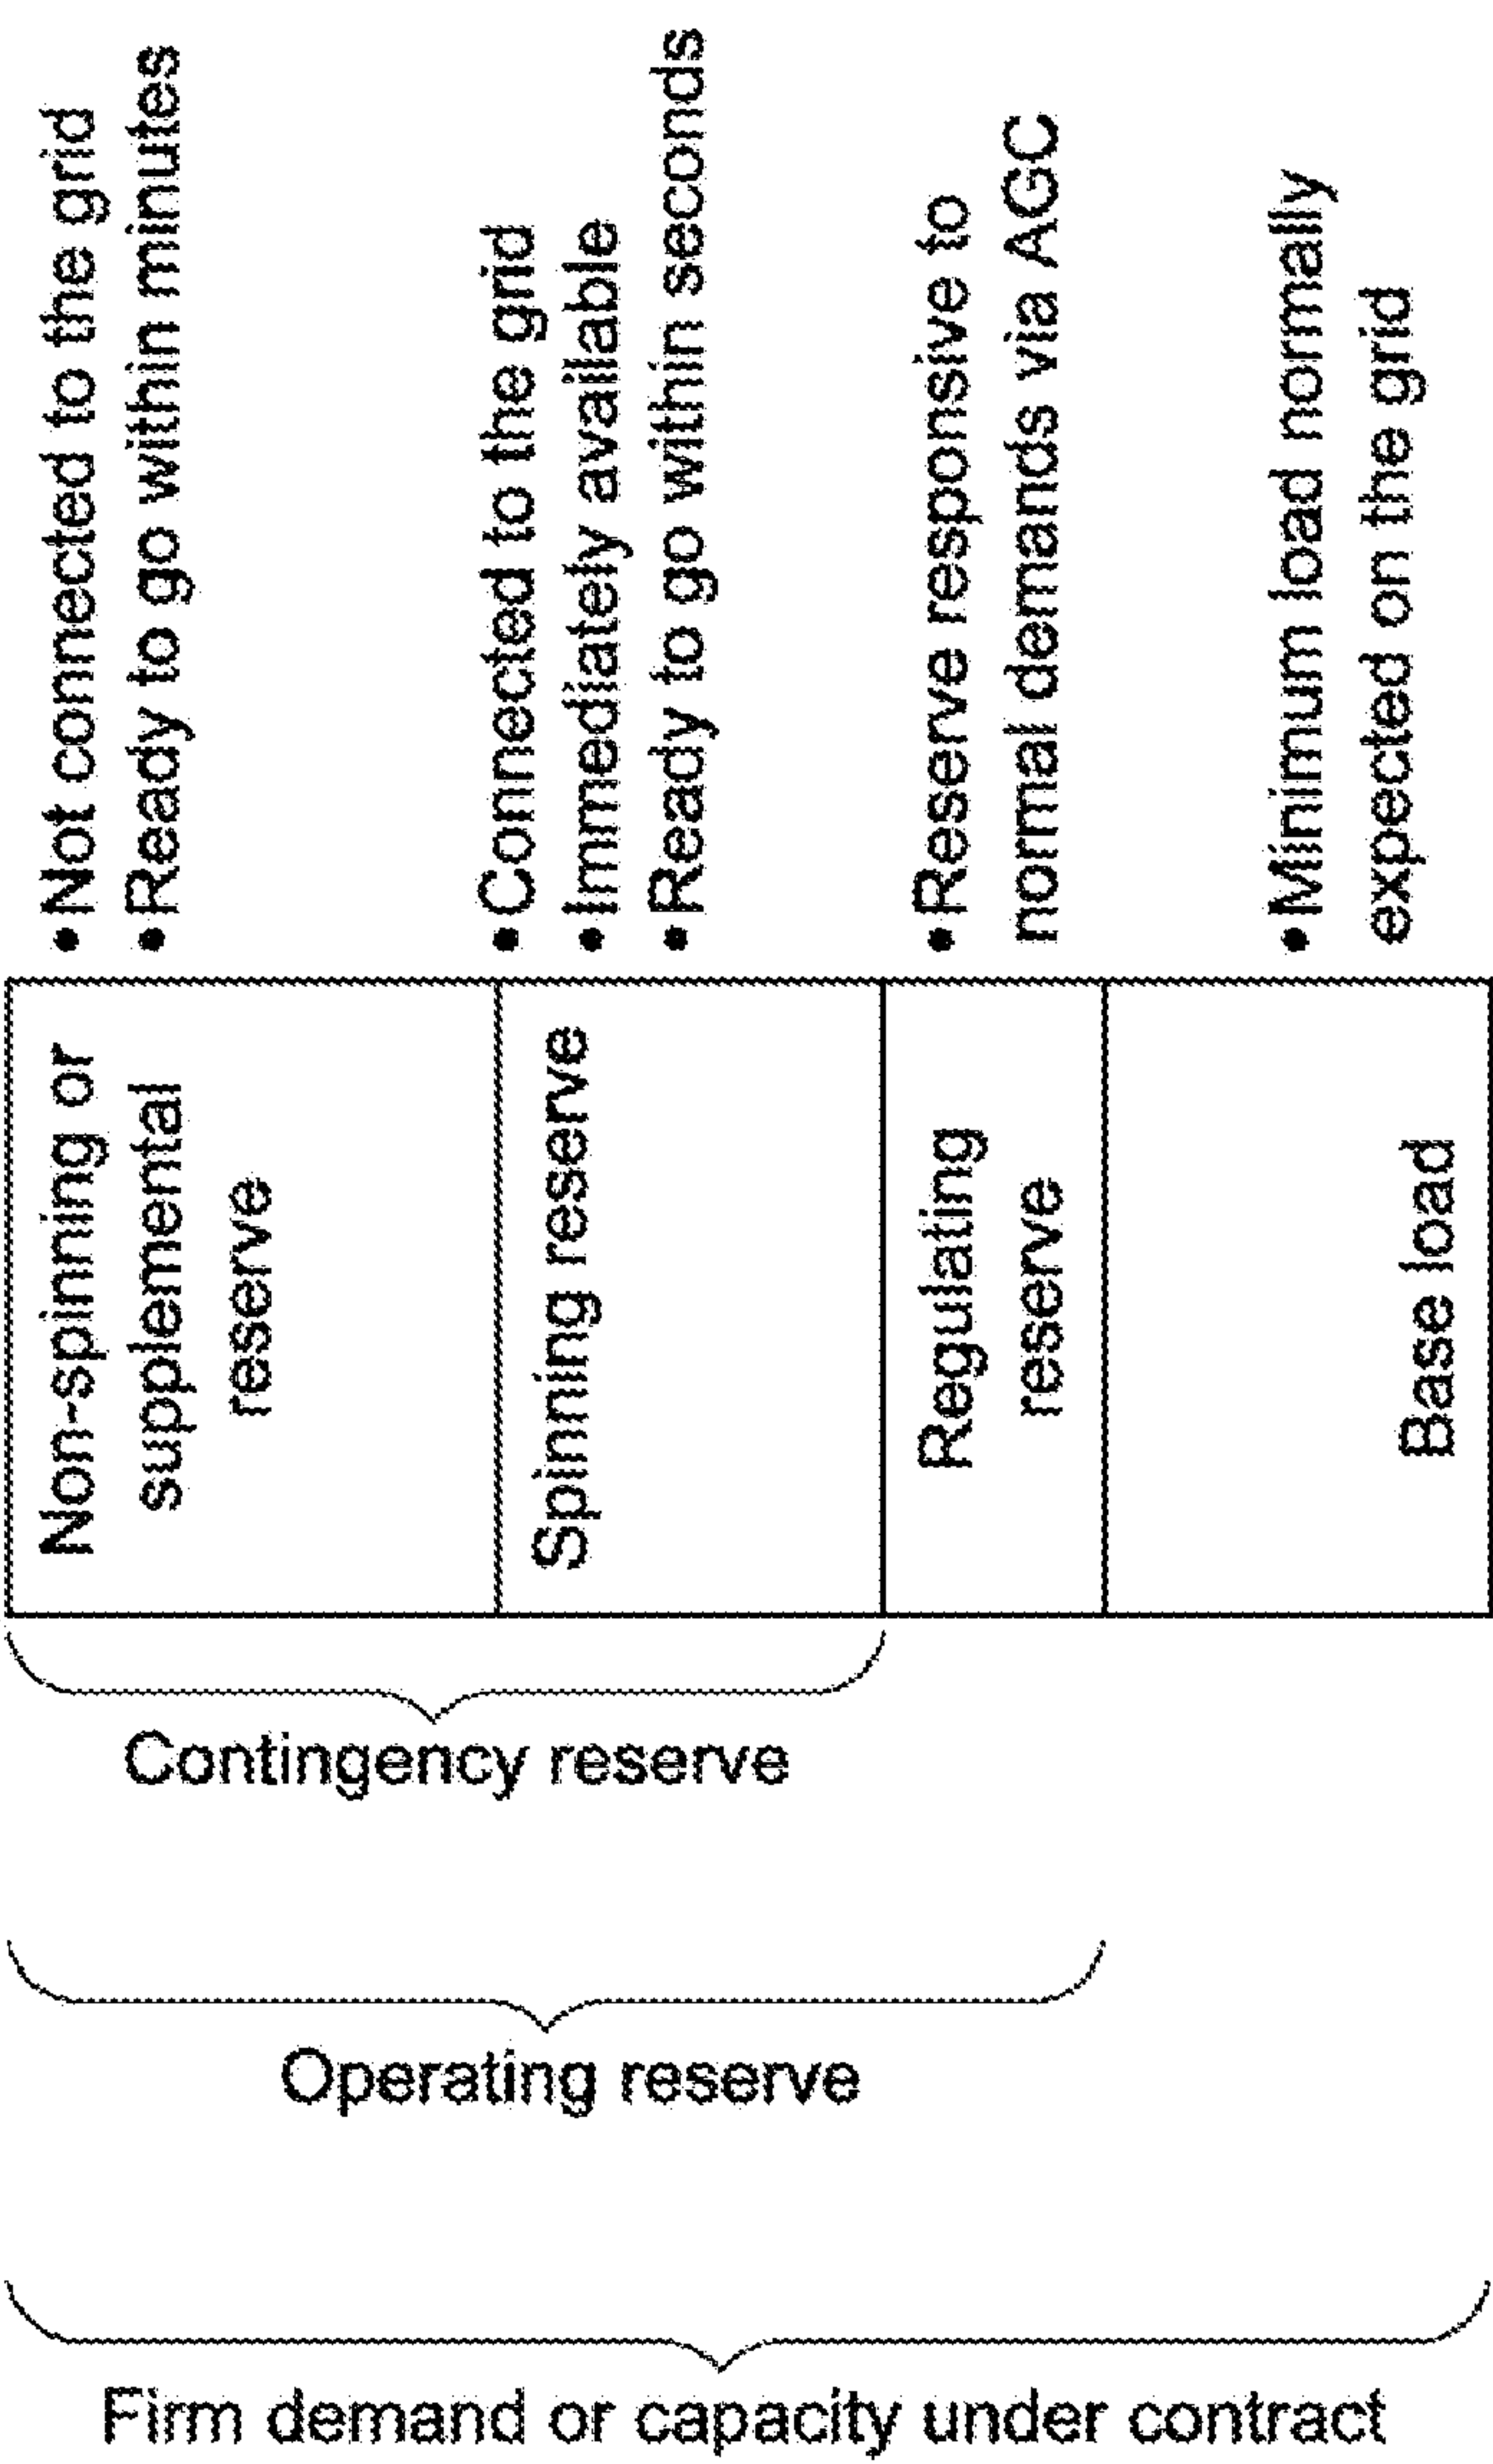 •Not connected to the grid
•Ready to go within minutes
•Connected to the grid
•Immediately available
•Ready to go within seconds
•Reserve responsive to
normal demands via AGC
•Minimum load normally
expected on the grid
Non-spinning or
supplemental
reserve
Spinning reserve
Regulating
reserve
Base load
Contingency reserve
Operating reserve
Firm demand or capacity under contract